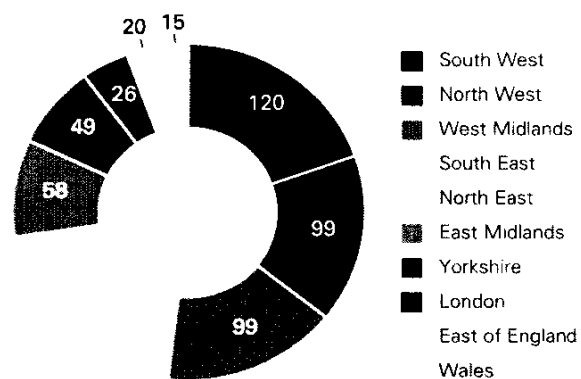 20 15
120
26
49
58
99
99
South West
North West
West Midlands
South East
North East
East Midlands
Yorkshire
London
East of England
Wales